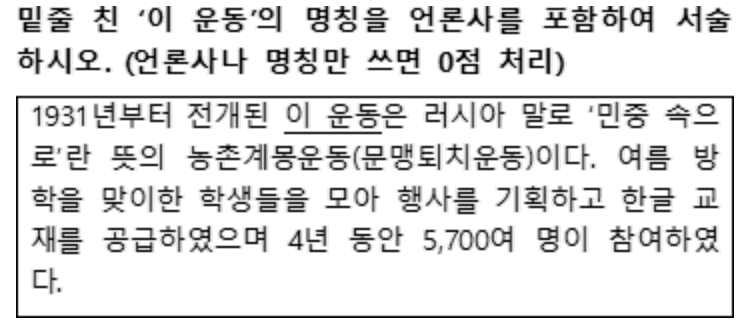 밑줄 친 ‘이 운동’의 명칭을 언론사를 포함하여 서술
하시오. (언론사나 명칭만 쓰면 0점 처리)
1931년부터 전개된 이 운동은 러시아 말로 ‘민중 속으
로’란 뜻의 농촌계몽운동(문맹퇴치운동)이다. 여름 방
학을 맞이한 학생들을 모아 행사를 기획하고 한글 교
재를 공급하였으며 4년 동안 5,700여 명이 참여하였
다.